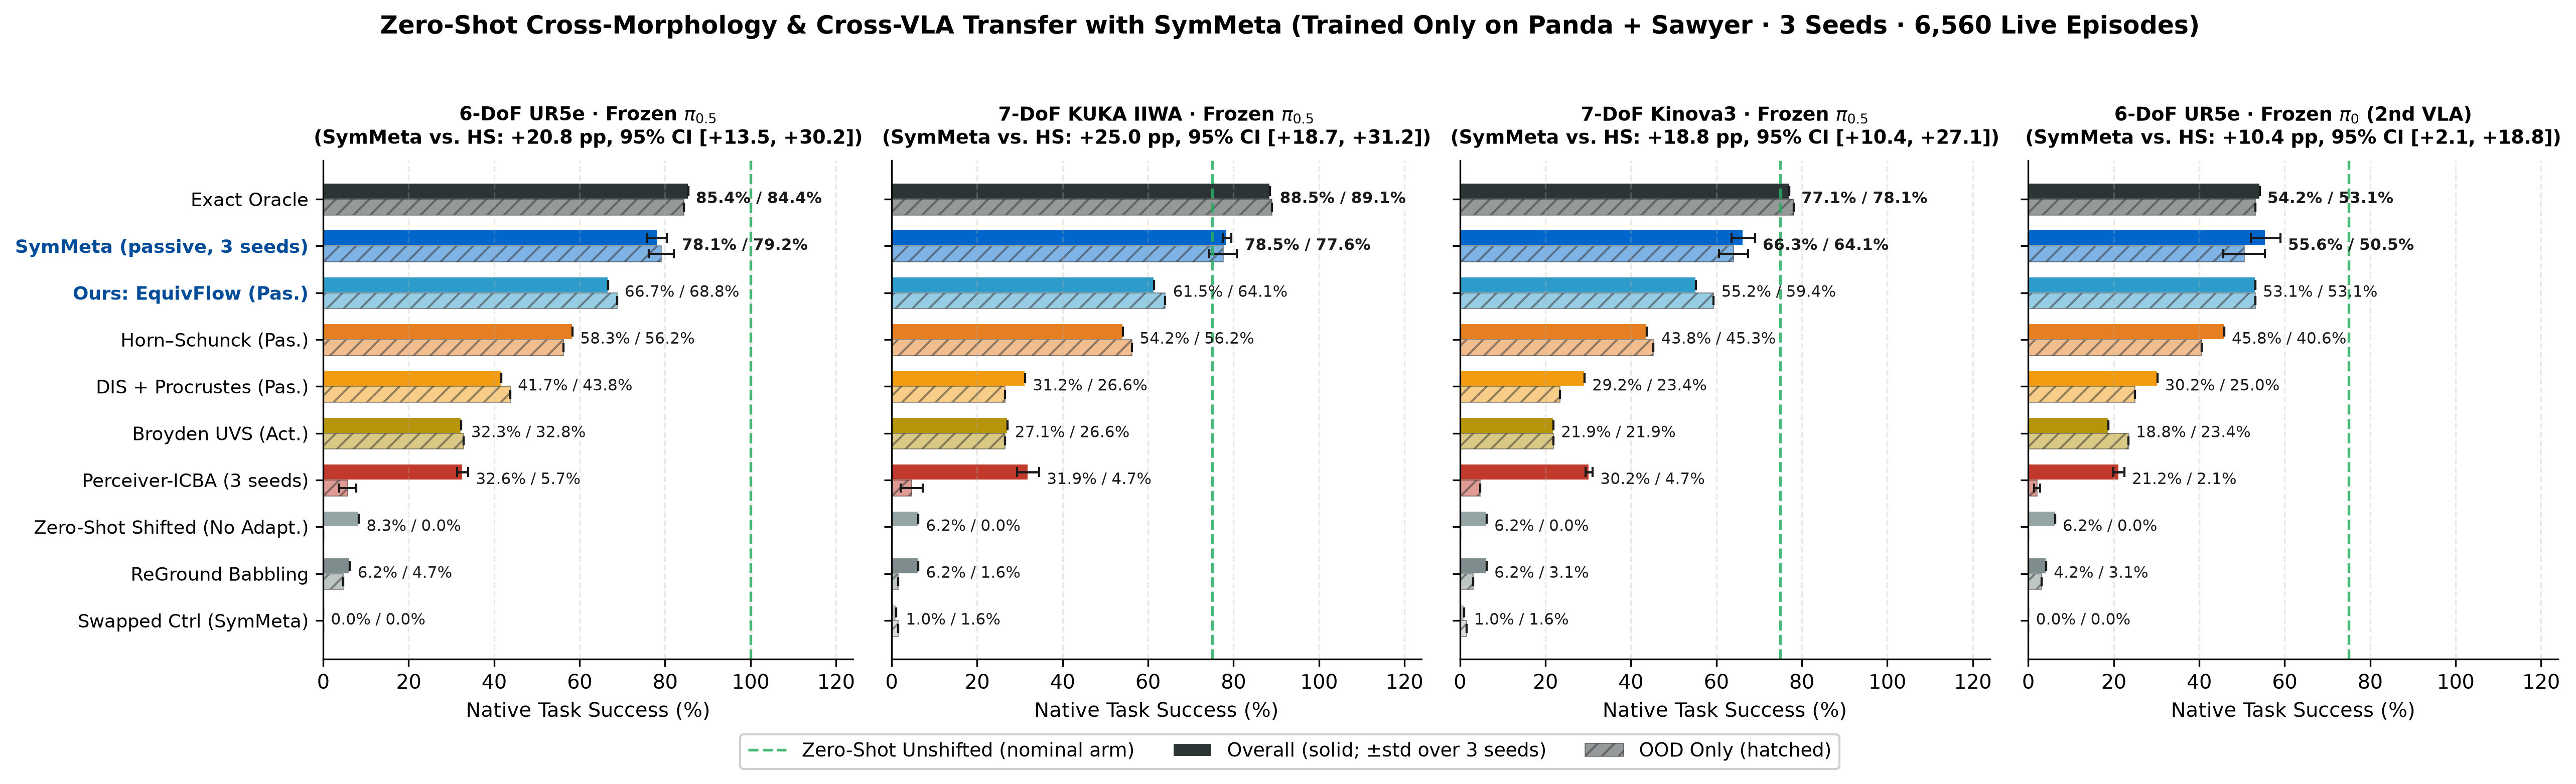 Zero-Shot Cross-Morphology & Cross-VLA Transfer with SymMeta (Trained Only on Panda + Sawyer · 3 Seeds · 6,560 Live Episodes)
6-DoF UR5e · Frozen π0.5
(SymMeta vs. HS: +20.8 pp, 95% CI [+13.5, +30.2])
7-DoF KUKA IIWA · Frozen π0.5
(SymMeta vs. HS: +25.0 pp, 95% CI [+18.7, +31.2])
7-DoF Kinova3 · Frozen π0.5
(SymMeta vs. HS: +18.8 pp, 95% CI [+10.4, +27.1])
6-DoF UR5e · Frozen π0 (2nd VLA)
(SymMeta vs. HS: +10.4 pp, 95% CI [+2.1, +18.8])
Exact Oracle
85.4% / 84.4%
88.5% / 89.1%
77.1% / 78.1%
54.2% / 53.1%
SymMeta (passive, 3 seeds)
78.1% / 79.2%
78.5% / 77.6%
66.3% / 64.1%
55.6% / 50.5%
Ours: EquivFlow (Pas.)
66.7% / 68.8%
61.5% / 64.1%
55.2% / 59.4%
53.1% / 53.1%
Horn–Schunck (Pas.)
58.3% / 56.2%
54.2% / 56.2%
43.8% / 45.3%
45.8% / 40.6%
DIS + Procrustes (Pas.)
41.7% / 43.8%
31.2% / 26.6%
29.2% / 23.4%
30.2% / 25.0%
Broyden UVS (Act.)
32.3% / 32.8%
27.1% / 26.6%
21.9% / 21.9%
18.8% / 23.4%
Perceiver-ICBA (3 seeds)
32.6% / 5.7%
31.9% / 4.7%
30.2% / 4.7%
21.2% / 2.1%
Zero-Shot Shifted (No Adapt.)
8.3% / 0.0%
6.2% / 0.0%
6.2% / 0.0%
6.2% / 0.0%
ReGround Babbling
6.2% / 4.7%
6.2% / 1.6%
6.2% / 3.1%
4.2% / 3.1%
Swapped Ctrl (SymMeta)
0.0% / 0.0%
1.0% / 1.6%
1.0% / 1.6%
0.0% / 0.0%
0 20 40 60 80 100 120
0 20 40 60 80 100 120
0 20 40 60 80 100 120
0 20 40 60 80 100 120
Native Task Success (%)
Native Task Success (%)
Native Task Success (%)
Native Task Success (%)
Zero-Shot Unshifted (nominal arm)
Overall (solid; ±std over 3 seeds)
OOD Only (hatched)